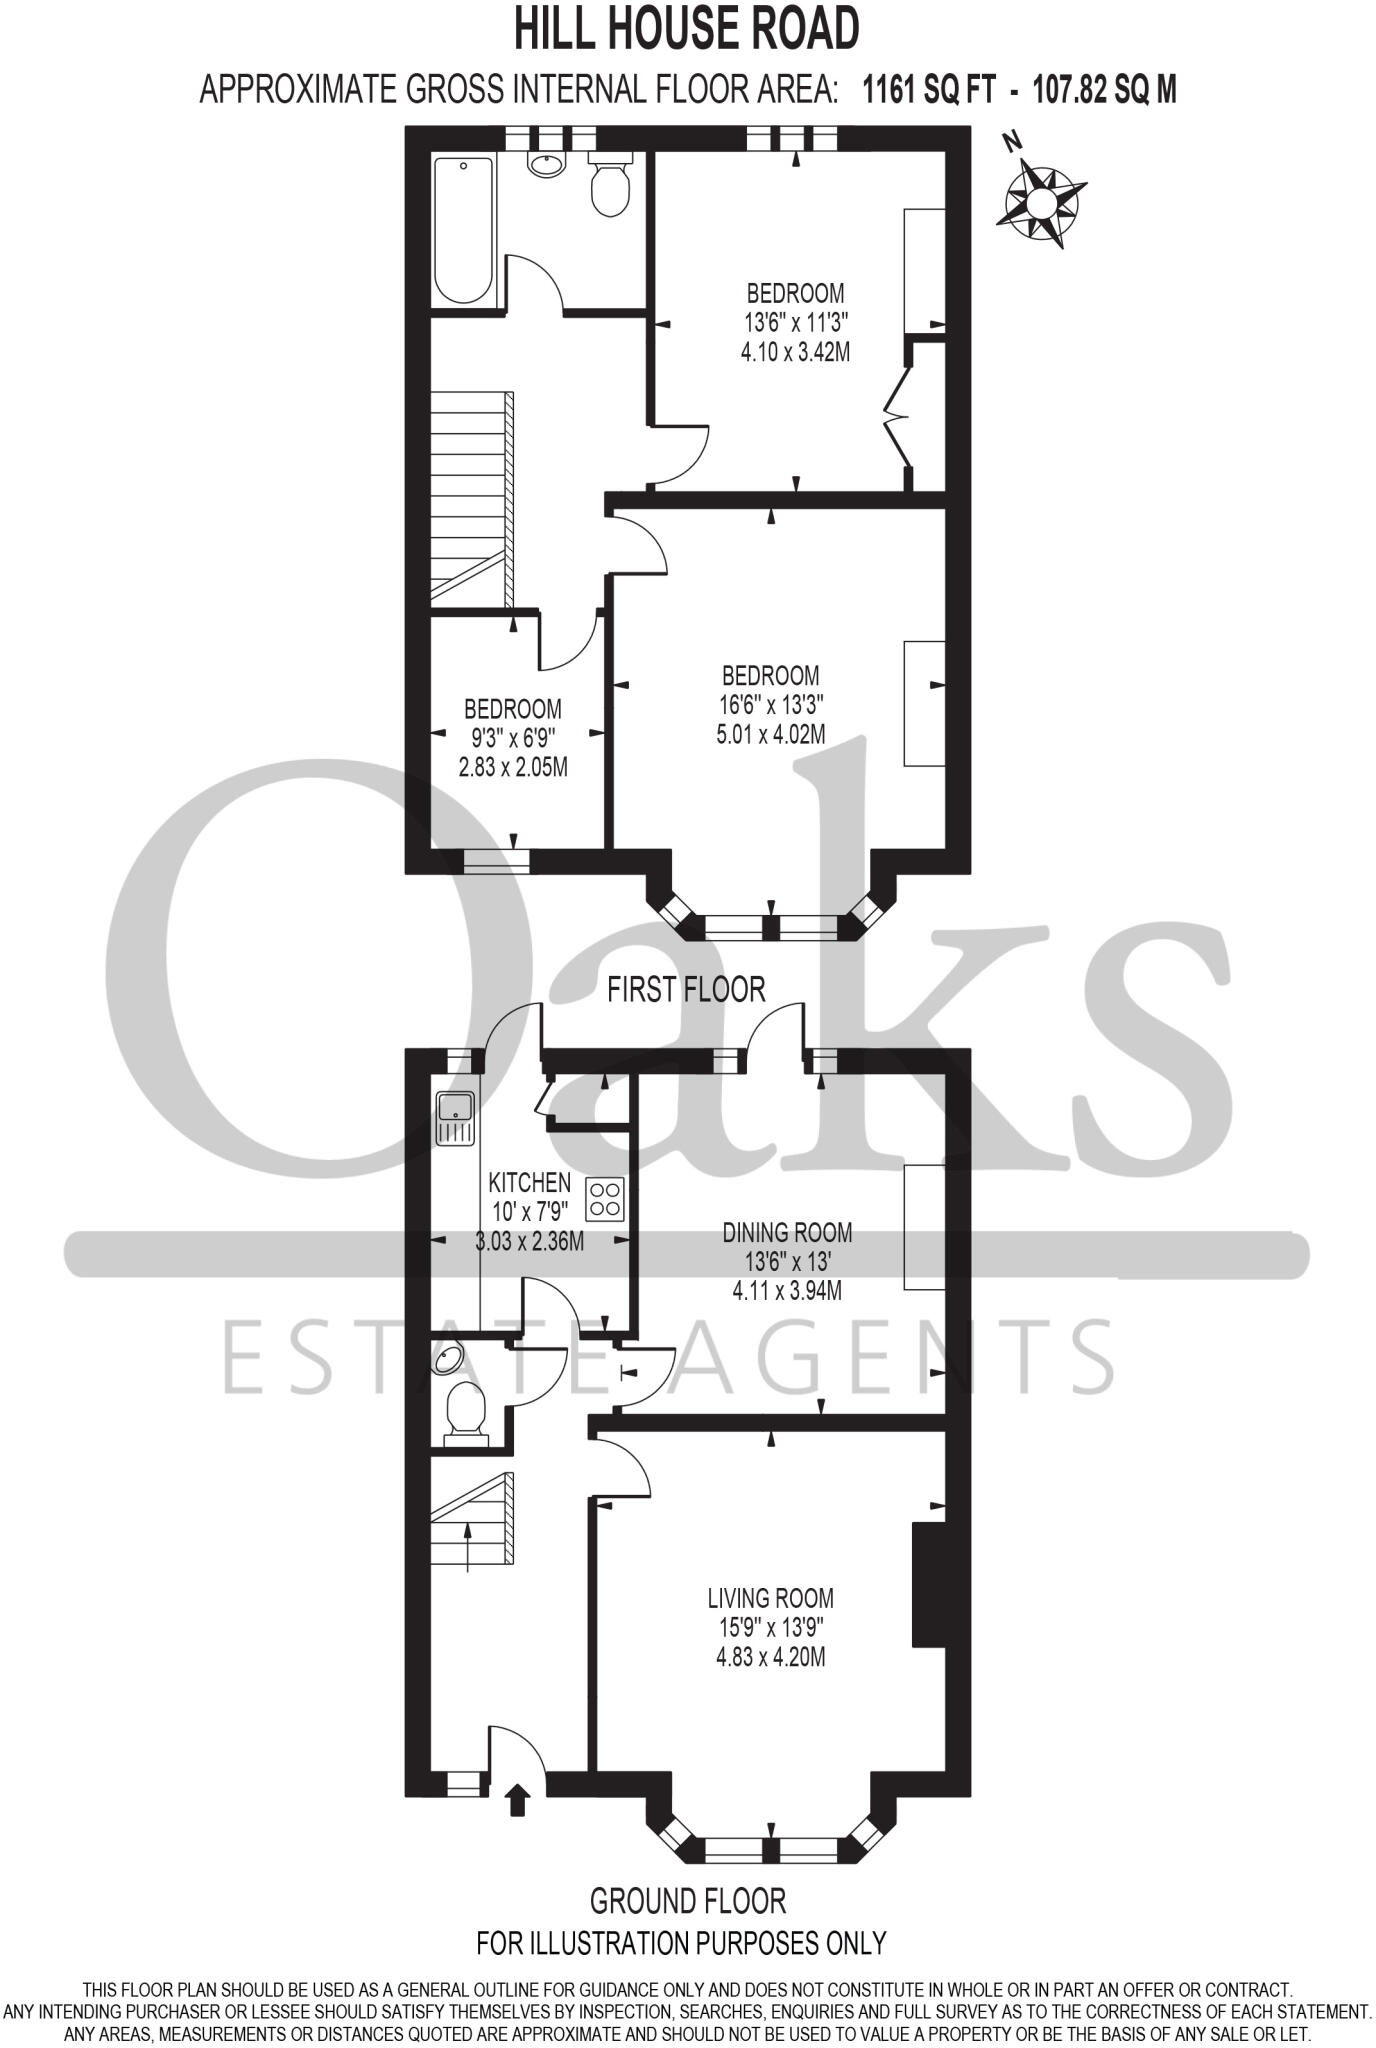 HILL HOUSE ROAD
APPROXIMATE GROSS INTERNAL FLOOR AREA: 1161 SQ FT - 107.82 SQ M
N
BEDROOM
13'6" x 11'3"
4.10 x 3.42M
BEDROOM
16'6" x 13'3"
5.01 x 4.02M
BEDROOM
9'3" x 6'9"
2.83 x 2.05M
Oaks
FIRST FLOOR
KITCHEN
10' x 7'9"
3.03 x 2.36M
DINING ROOM
13'6" x 13'
4.11 x 3.94M
ESTATE AGENTS
LIVING ROOM
15'9" x 13'9"
4.83 x 4.20M
GROUND FLOOR
FOR ILLUSTRATION PURPOSES ONLY
THIS FLOOR PLAN SHOULD BE USED AS A GENERAL OUTLINE FOR GUIDANCE ONLY AND DOES NOT CONSTITUTE IN WHOLE OR IN PART AN OFFER OR CONTRACT.
ANY INTENDING PURCHASER OR LESSEE SHOULD SATISFY THEMSELVES BY INSPECTION, SEARCHES, ENQUIRIES AND FULL SURVEY AS TO THE CORRECTNESS OF EACH STATEMENT.
ANY AREAS, MEASUREMENTS OR DISTANCES QUOTED ARE APPROXIMATE AND SHOULD NOT BE USED TO VALUE A PROPERTY OR BE THE BASIS OF ANY SALE OR LET.